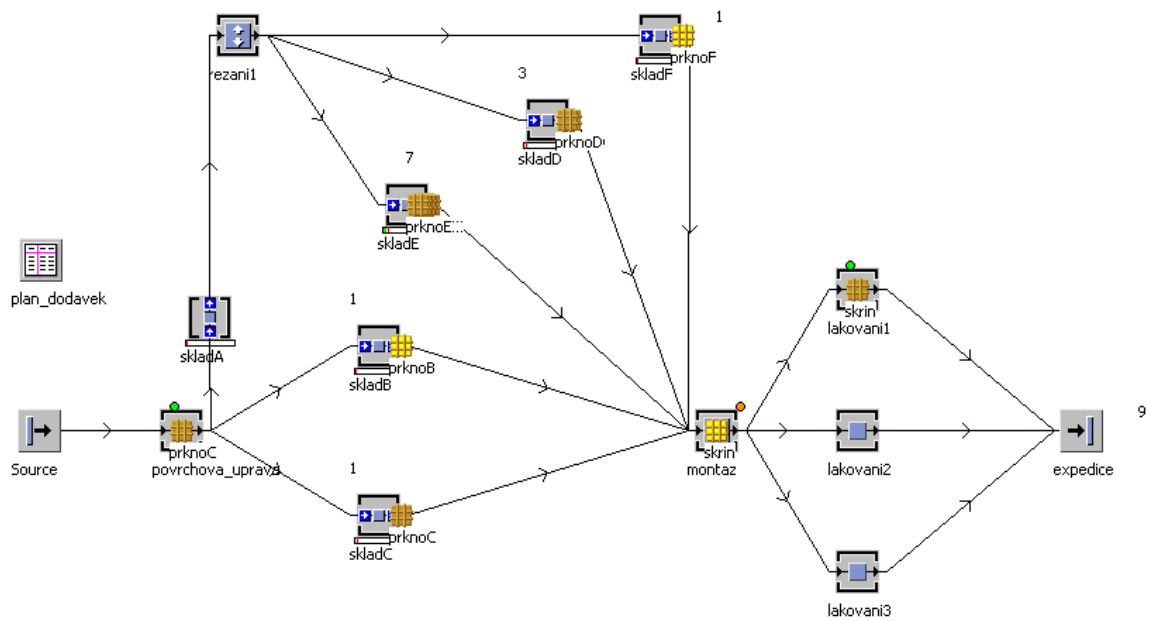 1
prknoF
skladF
rezani1
3
prknoD
skladD
7
prknoE...
skladE
plan_dodavek
skrin
lakovani1
1
skladA
prknoB
skladB
9
Source
prknoC
povrchova_uprava
skrin
montaz
lakovani2
expedice
1
prknoC
skladC
lakovani3